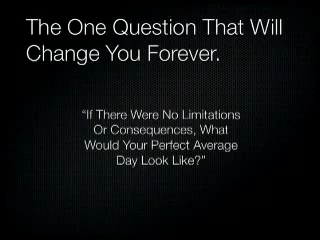 The One Question That Will
Change You Forever.
“If There Were No Limitations
Or Consequences, What
Would Your Perfect Average
Day Look Like?”